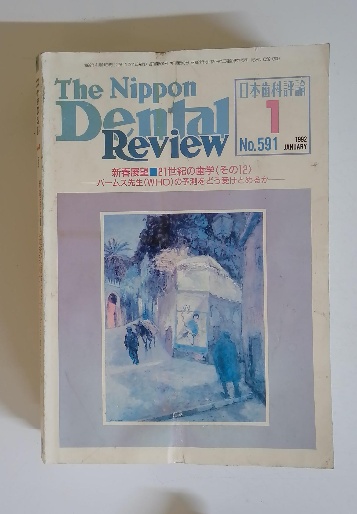 The Nippon
Dental
Review
日本歯科評論
1
1992
No.591 JANUARY
新春展望■21世紀の歯学(その12)
バームス先生(WHO)の予測をどう受けとめるか